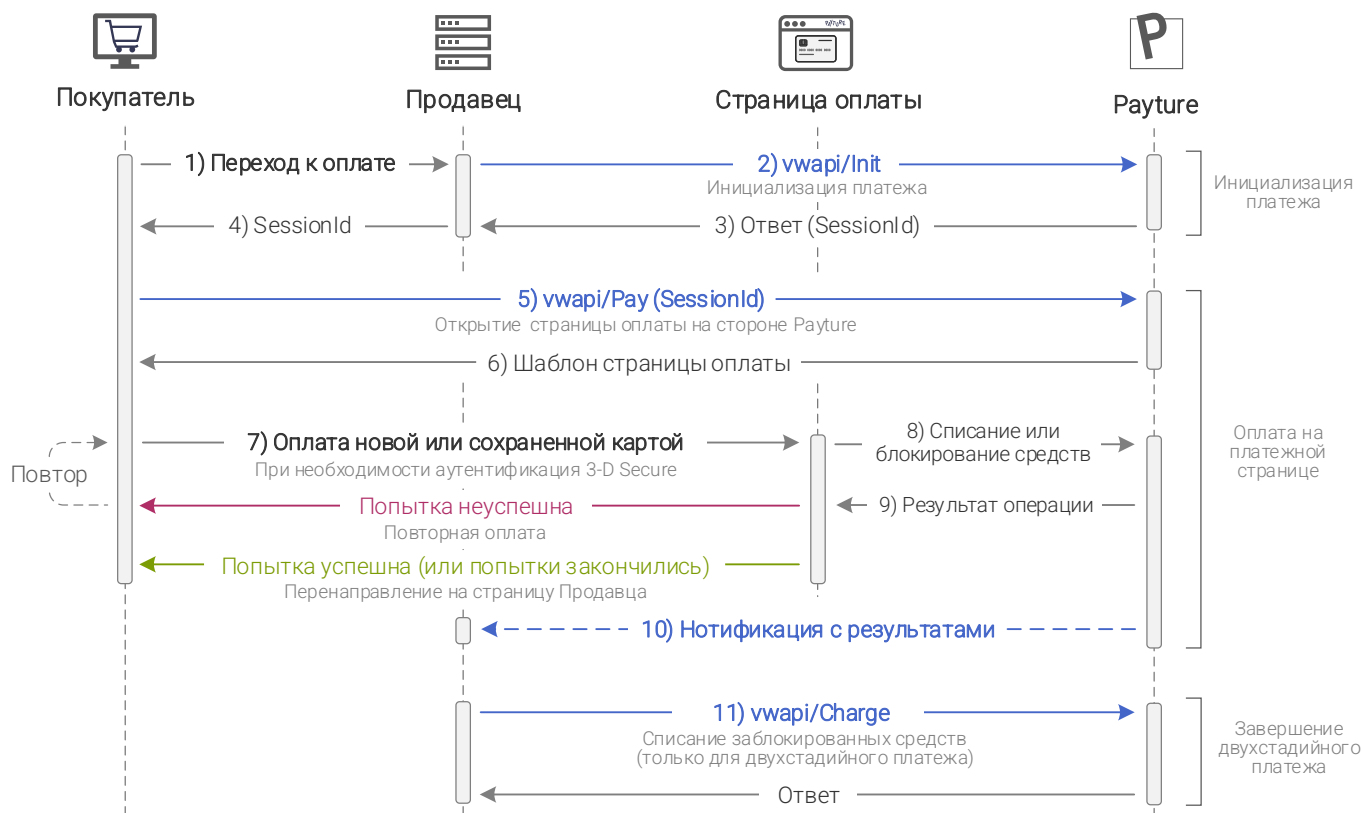 PAYTURE
P
Покупатель
Продавец
Страница оплаты
Payture
1) Переход к оплате
2) vwapi/Init
Инициализация платежа
Инициализация
платежа
4) SessionId
3) Ответ (SessionId)
5) vwapi/Pay (SessionId)
Открытие страницы оплаты на стороне Payture
6) Шаблон страницы оплаты
7) Оплата новой или сохраненной картой
При необходимости аутентификация 3-D Secure
8) Списание или
блокирование средств
Оплата на
платежной
странице
Повтор
Попытка неуспешна
Повторная оплата
9) Результат операции
Попытка успешна (или попытки закончились)
Перенаправление на страницу Продавца
10) Нотификация с результатами
11) vwapi/Charge
Списание заблокированных средств
(только для двухстадийного платежа)
Завершение
двухстадийного
платежа
Ответ